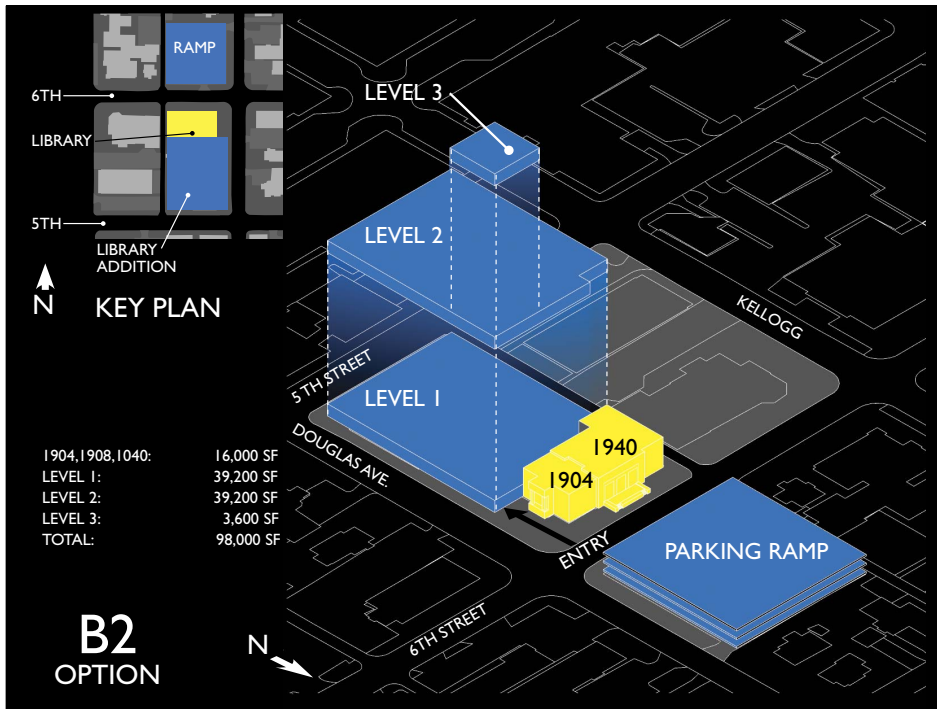 RAMP
6TH
LIBRARY
5TH
LIBRARY
ADDITION
N
KEY PLAN
LEVEL 3
LEVEL 2
KELLOGG
5TH STREET
LEVEL 1
DOUGLAS AVE.
1940
1904
ENTRY
PARKING RAMP
6TH STREET
1904,1908,1040: 16,000 SF
LEVEL 1: 39,200 SF
LEVEL 2: 39,200 SF
LEVEL 3: 3,600 SF
TOTAL: 98,000 SF
B2
OPTION
N